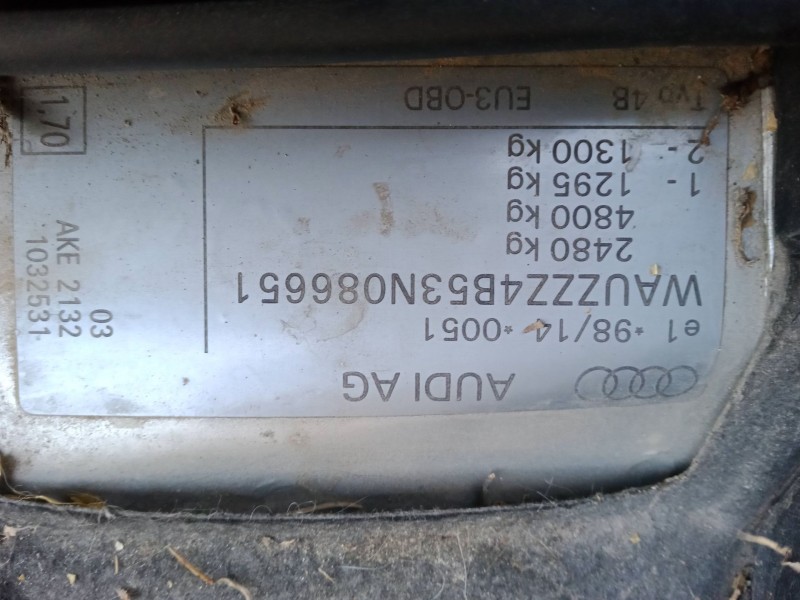 AUDI AG
e1 *98/14*0051
WAUZZZ4B53N086651
2480 kg
4800 kg
1 - 1295 kg
2 - 1300 kg
Typ 4B EU3-OBD
03
AKE 2132
1032531
1.70